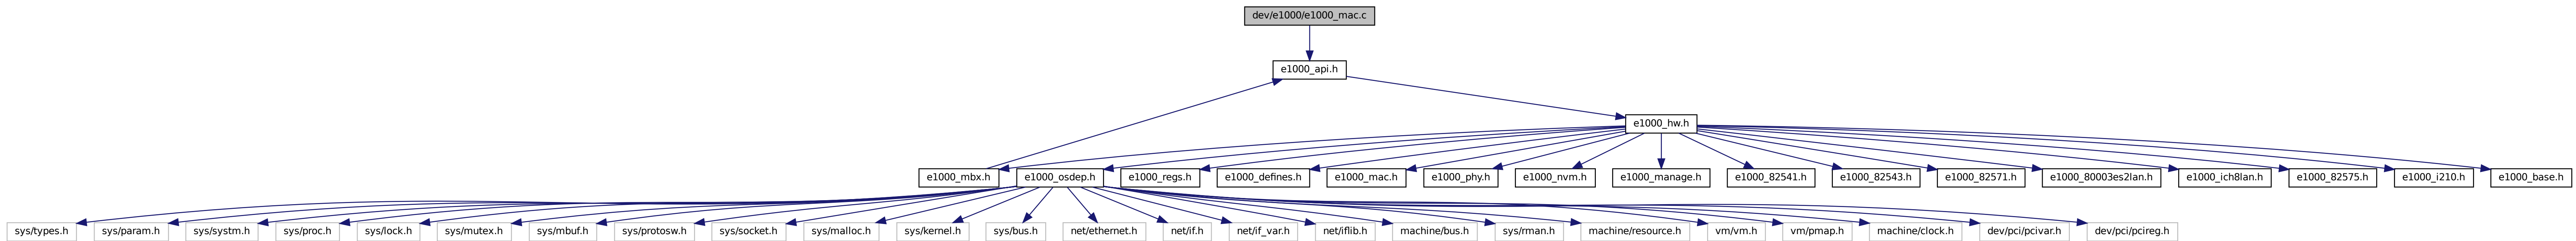 dev/e1000/e1000_mac.c
e1000_api.h
e1000_hw.h
e1000_mbx.h
e1000_osdep.h
e1000_regs.h
e1000_defines.h
e1000_mac.h
e1000_phy.h
e1000_nvm.h
e1000_manage.h
e1000_82541.h
e1000_82543.h
e1000_82571.h
e1000_80003es2lan.h
e1000_ich8lan.h
e1000_82575.h
e1000_i210.h
e1000_base.h
sys/types.h
sys/param.h
sys/systm.h
sys/proc.h
sys/lock.h
sys/mutex.h
sys/mbuf.h
sys/protosw.h
sys/socket.h
sys/malloc.h
sys/kernel.h
sys/bus.h
net/ethernet.h
net/if.h
net/if_var.h
net/iflib.h
machine/bus.h
sys/rman.h
machine/resource.h
vm/vm.h
vm/pmap.h
machine/clock.h
dev/pci/pcivar.h
dev/pci/pcireg.h